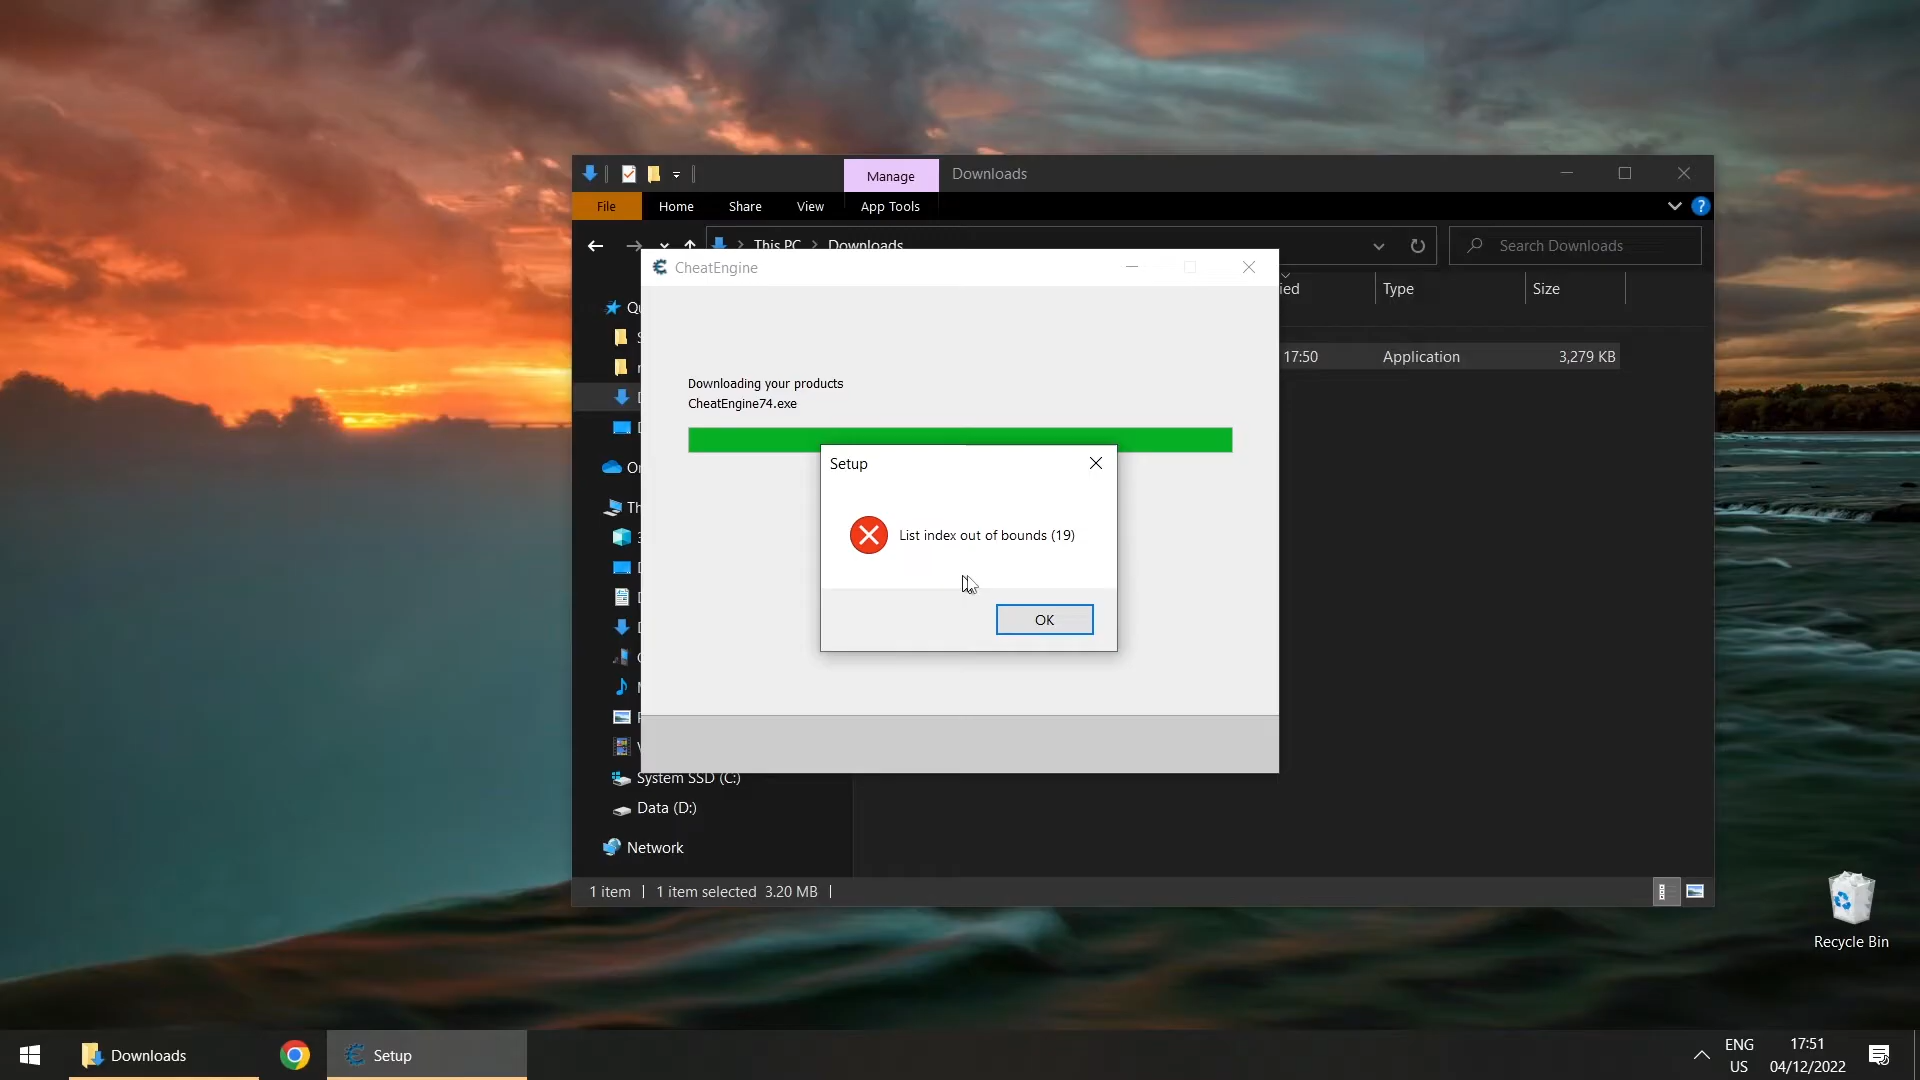 Manage
Downloads
File
Home
Share
View
App Tools
This PC
Downloads
Search Downloads
CheatEngine
Type
Size
17:50
Application
3,279 KB
Downloading your products
CheatEngine74.exe
Setup
List index out of bounds (19)
OK
System SSD (C:)
Data (D:)
Network
1 item
1 item selected 3.20 MB
Recycle Bin
Downloads
Setup
ENG
US
17:51
04/12/2022